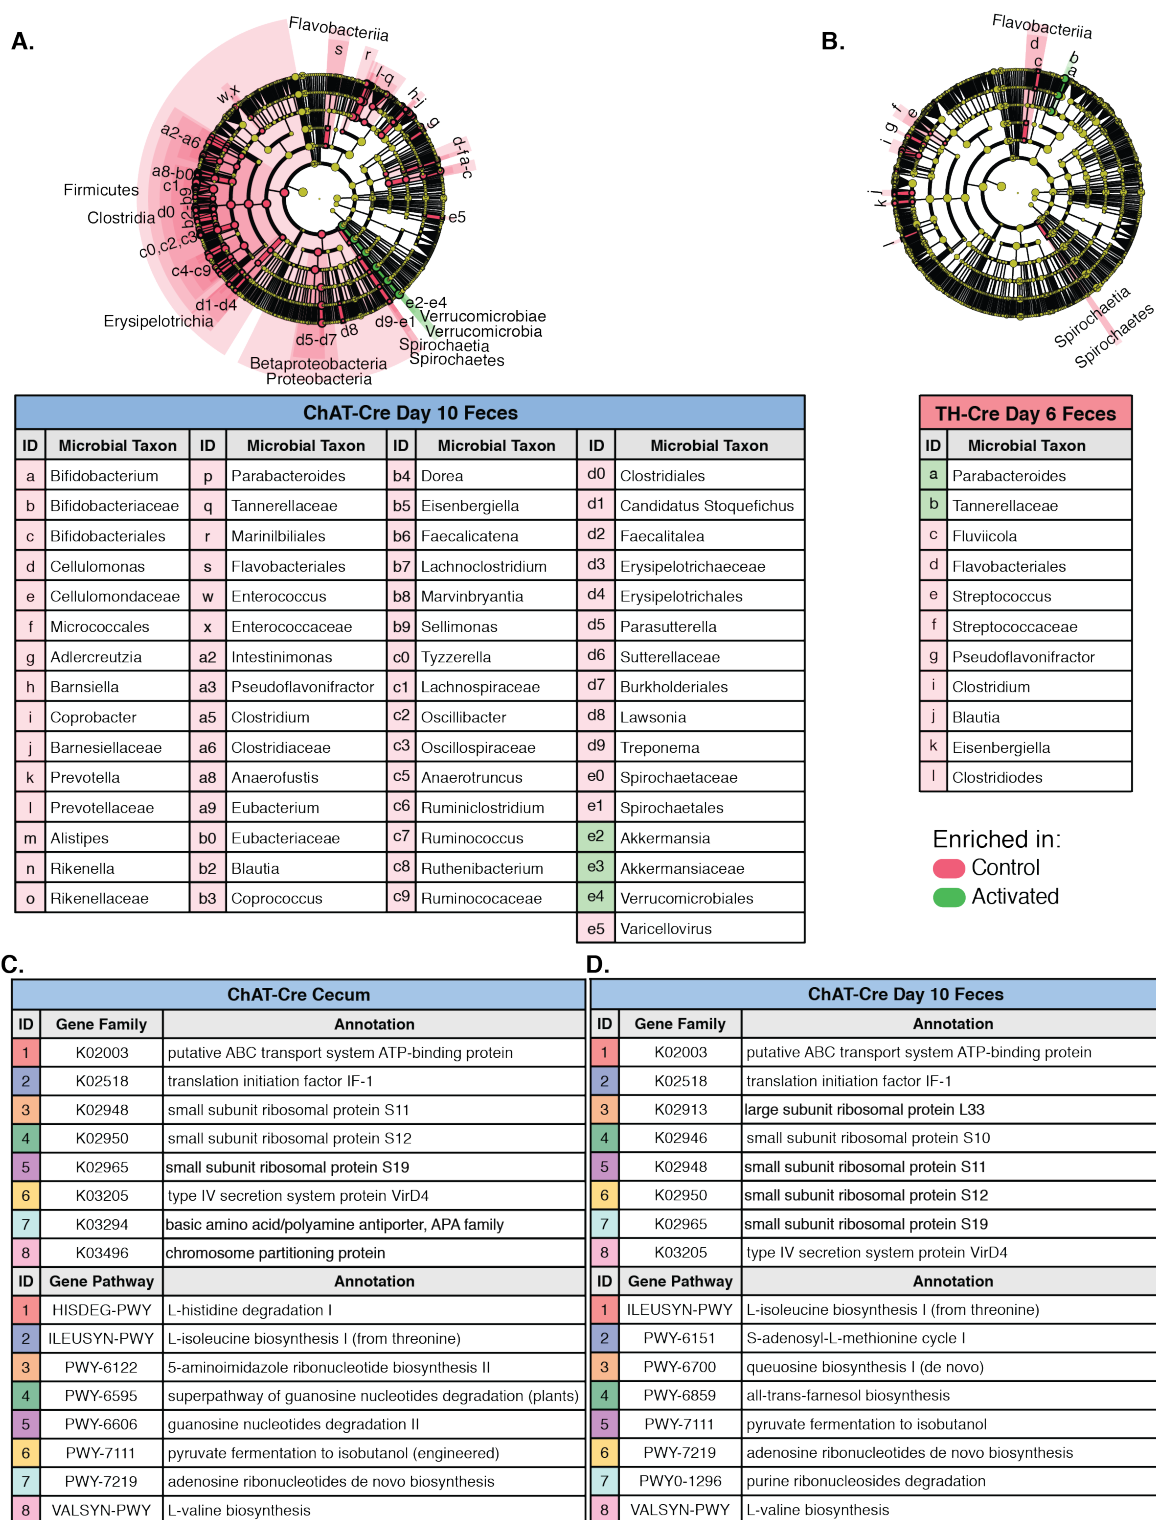 A.
Flavobacteriia
s
r
l-q
h-j
g
d-f
a-c
w,x
a2-a6
a8-b0
c1
b2-b9
Firmicutes
Clostridia
d0
c0,c2,c3
c4-c9
d1-d4
Erysipelotrichia
d5-d7
d8
d9-e1
e2-e4
e5
Verrucomicrobiae
Verrucomicrobia
Spirochaetia
Spirochaetes
Betaproteobacteria
Proteobacteria
B.
Flavobacteriia
d
c
b
a
f
e
g
i
j
k
l
Spirochaetia
Spirochaetes
ChAT-Cre Day 10 Feces
ID Microbial Taxon ID Microbial Taxon ID Microbial Taxon ID Microbial Taxon
a Bifidobacterium p Parabacteroides b4 Dorea d0 Clostridiales
b Bifidobacteriaceae q Tannerellaceae b5 Eisenbergiella d1 Candidatus Stoquefichus
c Bifidobacteriales r Marinilbiliales b6 Faecalicatena d2 Faecalitalea
d Cellulomonas s Flavobacteriales b7 Lachnoclostridium d3 Erysipelotrichaeceae
e Cellulomondaceae w Enterococcus b8 Marvinbryantia d4 Erysipelotrichales
f Micrococcales x Enterococcaceae b9 Sellimonas d5 Parasutterella
g Adlercreutzia a2 Intestinimonas c0 Tyzzerella d6 Sutterellaceae
h Barnsiella a3 Pseudoflavonifractor c1 Lachnospiraceae d7 Burkholderiales
i Coprobacter a5 Clostridium c2 Oscillibacter d8 Lawsonia
j Barnesiellaceae a6 Clostridiaceae c3 Oscillospiraceae d9 Treponema
k Prevotella a8 Anaerofustis c5 Anaerotruncus e0 Spirochaetaceae
l Prevotellaceae a9 Eubacterium c6 Ruminiclostridium e1 Spirochaetales
m Alistipes b0 Eubacteriaceae c7 Ruminococcus e2 Akkermansia
n Rikenella b2 Blautia c8 Ruthenibacterium e3 Akkermansiaceae
o Rikenellaceae b3 Coprococcus c9 Ruminococaceae e4 Verrucomicrobiales
e5 Varicellovirus
TH-Cre Day 6 Feces
ID Microbial Taxon
a Parabacteroides
b Tannerellaceae
c Fluviicola
d Flavobacteriales
e Streptococcus
f Streptococcaceae
g Pseudoflavonifractor
i Clostridium
j Blautia
k Eisenbergiella
l Clostridiodes
Enriched in:
Control
Activated
C.
ChAT-Cre Cecum
ID Gene Family Annotation
1 K02003 putative ABC transport system ATP-binding protein
2 K02518 translation initiation factor IF-1
3 K02948 small subunit ribosomal protein S11
4 K02950 small subunit ribosomal protein S12
5 K02965 small subunit ribosomal protein S19
6 K03205 type IV secretion system protein VirD4
7 K03294 basic amino acid/polyamine antiporter, APA family
8 K03496 chromosome partitioning protein
ID Gene Pathway Annotation
1 HISDEG-PWY L-histidine degradation I
2 ILEUSYN-PWY L-isoleucine biosynthesis I (from threonine)
3 PWY-6122 5-aminoimidazole ribonucleotide biosynthesis II
4 PWY-6595 superpathway of guanosine nucleotides degradation (plants)
5 PWY-6606 guanosine nucleotides degradation II
6 PWY-7111 pyruvate fermentation to isobutanol (engineered)
7 PWY-7219 adenosine ribonucleotides de novo biosynthesis
8 VALSYN-PWY L-valine biosynthesis
D.
ChAT-Cre Day 10 Feces
ID Gene Family Annotation
1 K02003 putative ABC transport system ATP-binding protein
2 K02518 translation initiation factor IF-1
3 K02913 large subunit ribosomal protein L33
4 K02946 small subunit ribosomal protein S10
5 K02948 small subunit ribosomal protein S11
6 K02950 small subunit ribosomal protein S12
7 K02965 small subunit ribosomal protein S19
8 K03205 type IV secretion system protein VirD4
ID Gene Pathway Annotation
1 ILEUSYN-PWY L-isoleucine biosynthesis I (from threonine)
2 PWY-6151 S-adenosyl-L-methionine cycle I
3 PWY-6700 queuosine biosynthesis I (de novo)
4 PWY-6859 all-trans-farnesol biosynthesis
5 PWY-7111 pyruvate fermentation to isobutanol
6 PWY-7219 adenosine ribonucleotides de novo biosynthesis
7 PWY0-1296 purine ribonucleosides degradation
8 VALSYN-PWY L-valine biosynthesis